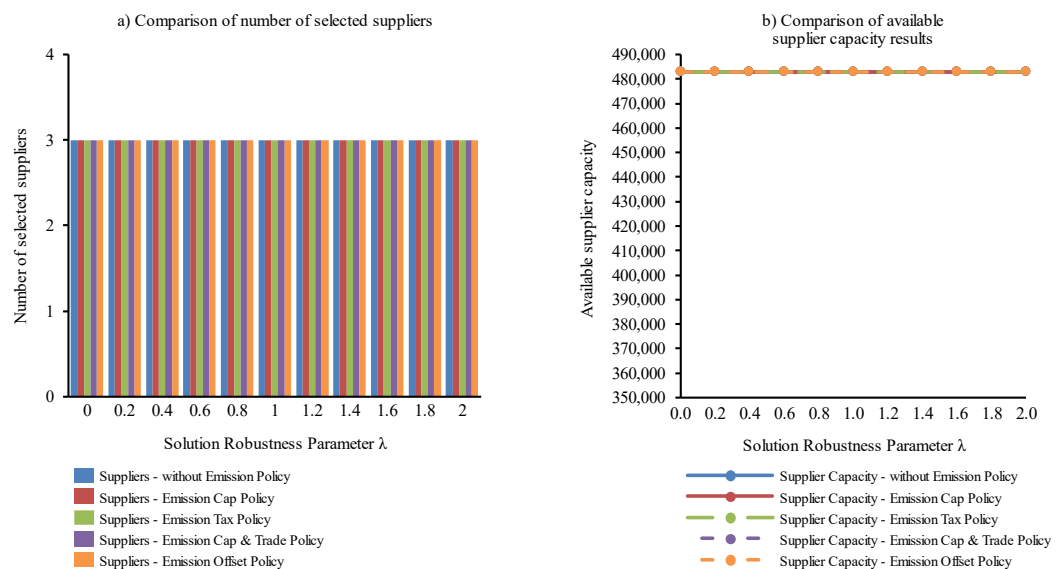 a) Comparison of number of selected suppliers
4
3
2
1
0
Number of selected suppliers
0 0.2 0.4 0.6 0.8 1 1.2 1.4 1.6 1.8 2
Solution Robustness Parameter λ
Suppliers - without Emission Policy
Suppliers - Emission Cap Policy
Suppliers - Emission Tax Policy
Suppliers - Emission Cap & Trade Policy
Suppliers - Emission Offset Policy
b) Comparison of available
supplier capacity results
490,000
480,000
470,000
460,000
450,000
440,000
430,000
420,000
410,000
400,000
390,000
380,000
370,000
360,000
350,000
Available supplier capacity
0.0 0.2 0.4 0.6 0.8 1.0 1.2 1.4 1.6 1.8 2.0
Solution Robustness Parameter λ
Supplier Capacity - without Emission Policy
Supplier Capacity - Emission Cap Policy
Supplier Capacity - Emission Tax Policy
Supplier Capacity - Emission Cap & Trade Policy
Supplier Capacity - Emission Offset Policy